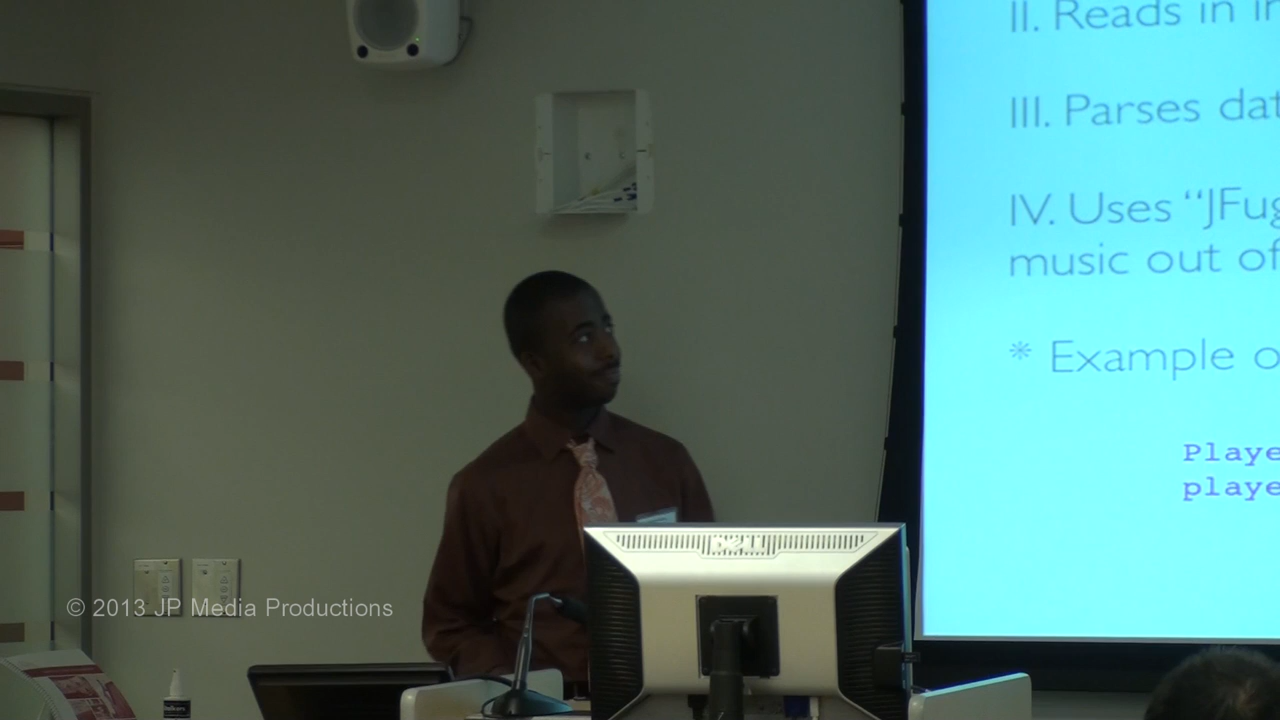 II. Reads in
III. Parses dat
IV. Uses “JFug
music out of
* Example o
Playe
playe
DELL
© 2013 JP Media Productions